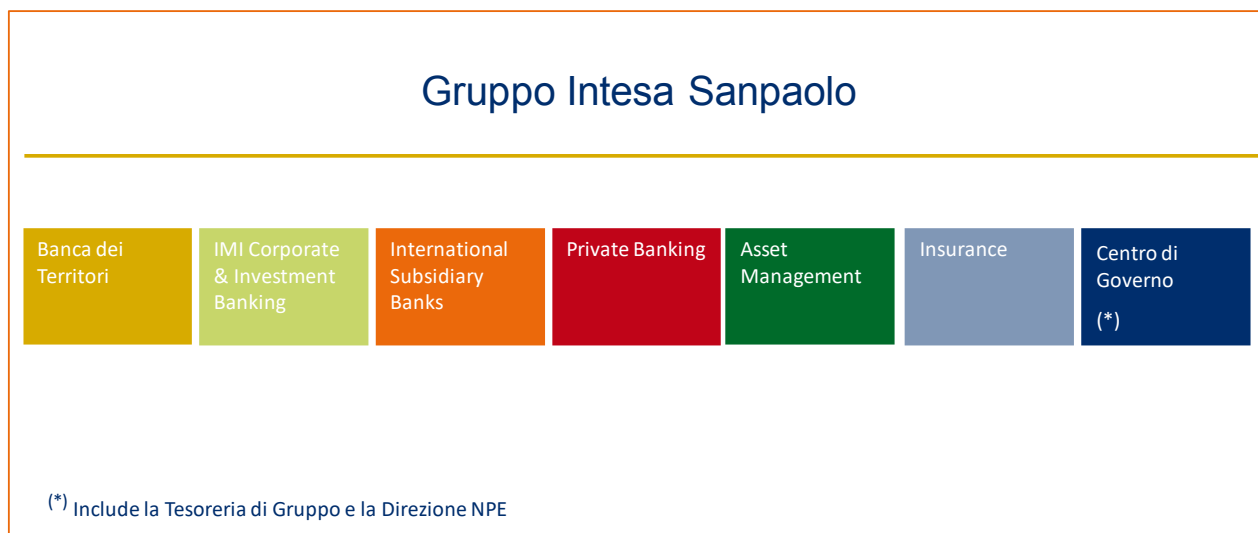 Gruppo Intesa Sanpaolo
Banca dei
Territori
IMI Corporate
& Investment
Banking
International
Subsidiary
Banks
Private Banking
Asset
Management
Insurance
Centro di
Governo
(*)
(*) Include la Tesoreria di Gruppo e la Direzione NPE